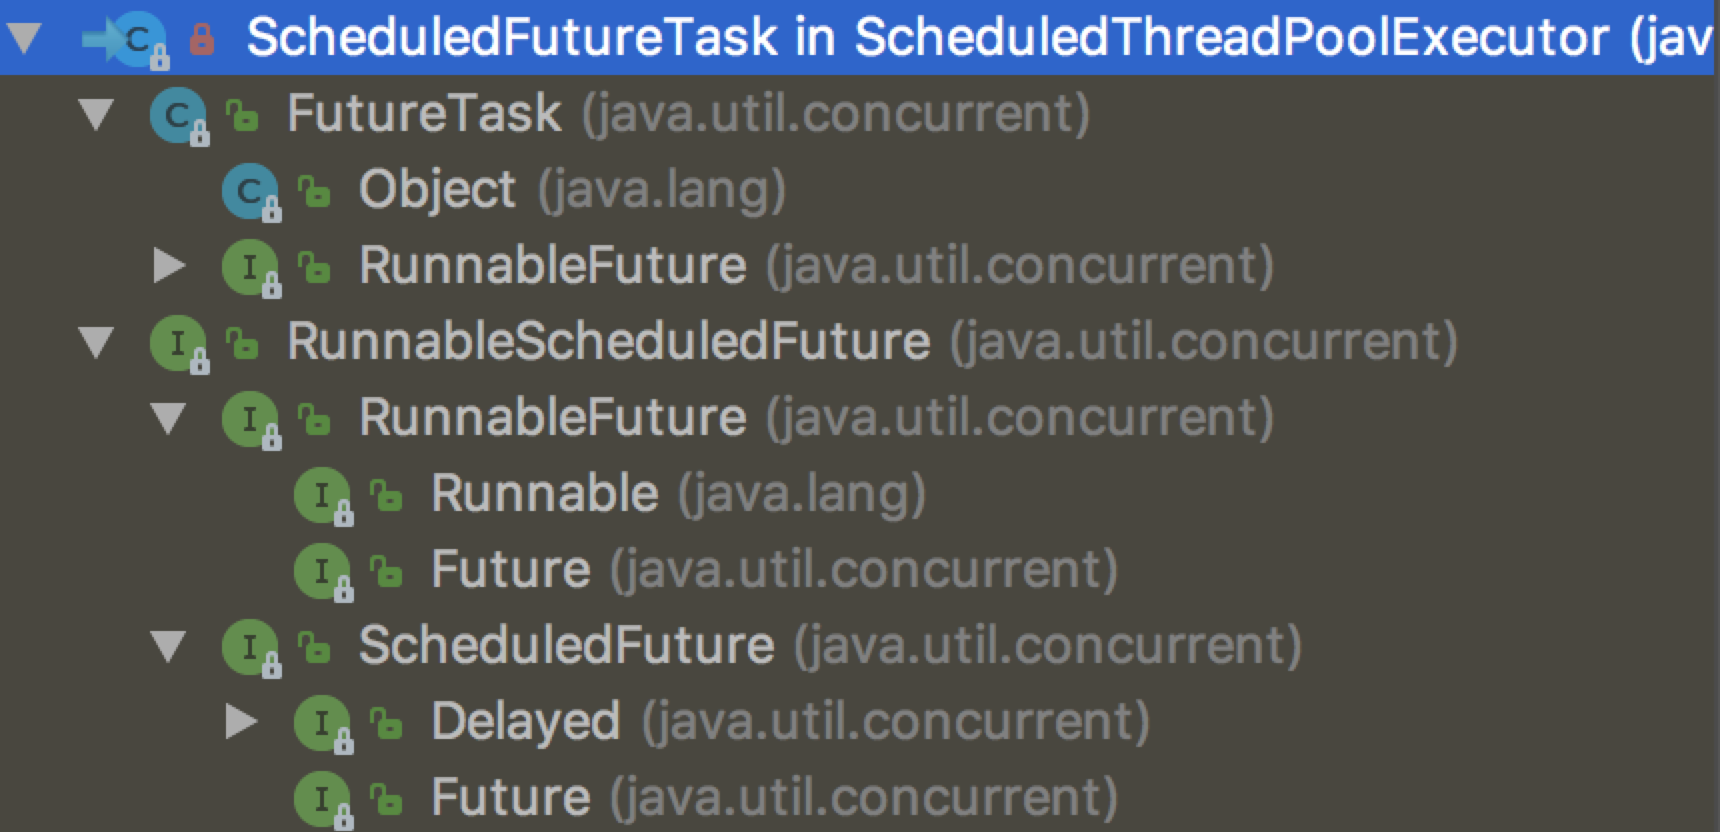 ScheduledFutureTask in ScheduledThreadPoolExecutor (jav
FutureTask (java.util.concurrent)
Object (java.lang)
RunnableFuture (java.util.concurrent)
RunnableScheduledFuture (java.util.concurrent)
RunnableFuture (java.util.concurrent)
Runnable (java.lang)
Future (java.util.concurrent)
ScheduledFuture (java.util.concurrent)
Delayed (java.util.concurrent)
Future (java.util.concurrent)